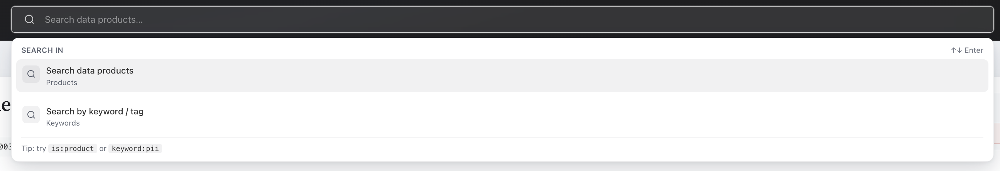 Search data products...
SEARCH IN
↑↓ Enter
Search data products
Products
Search by keyword / tag
Keywords
Tip: try is:product or keyword:pii
003